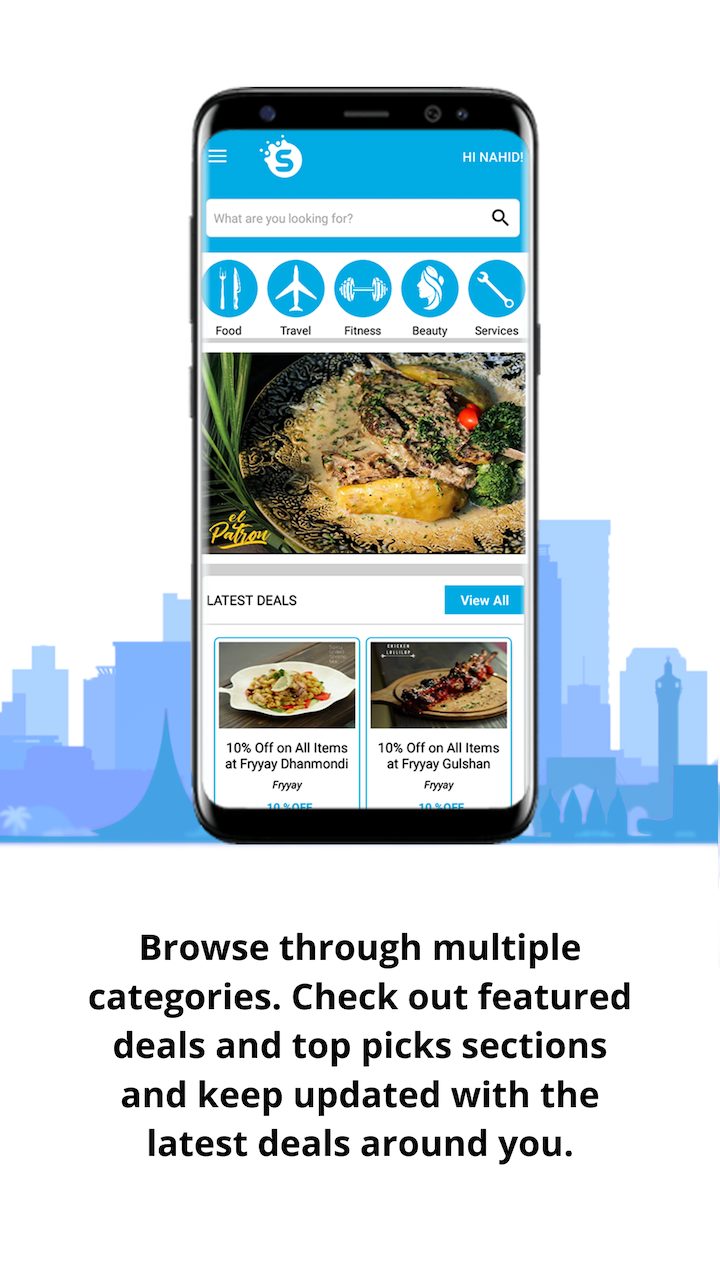 S
HI NAHID!
What are you looking for?
Food
Travel
Fitness
Beauty
Services
el
Patron
LATEST DEALS
View All
CHICKEN
LOLLILUP
10% Off on All Items
at Fryyay Dhanmondi
Fryyay
10 %OFF
10% Off on All Items
at Fryyay Gulshan
Fryyay
10 %OFF
Browse through multiple
categories. Check out featured
deals and top picks sections
and keep updated with the
latest deals around you.